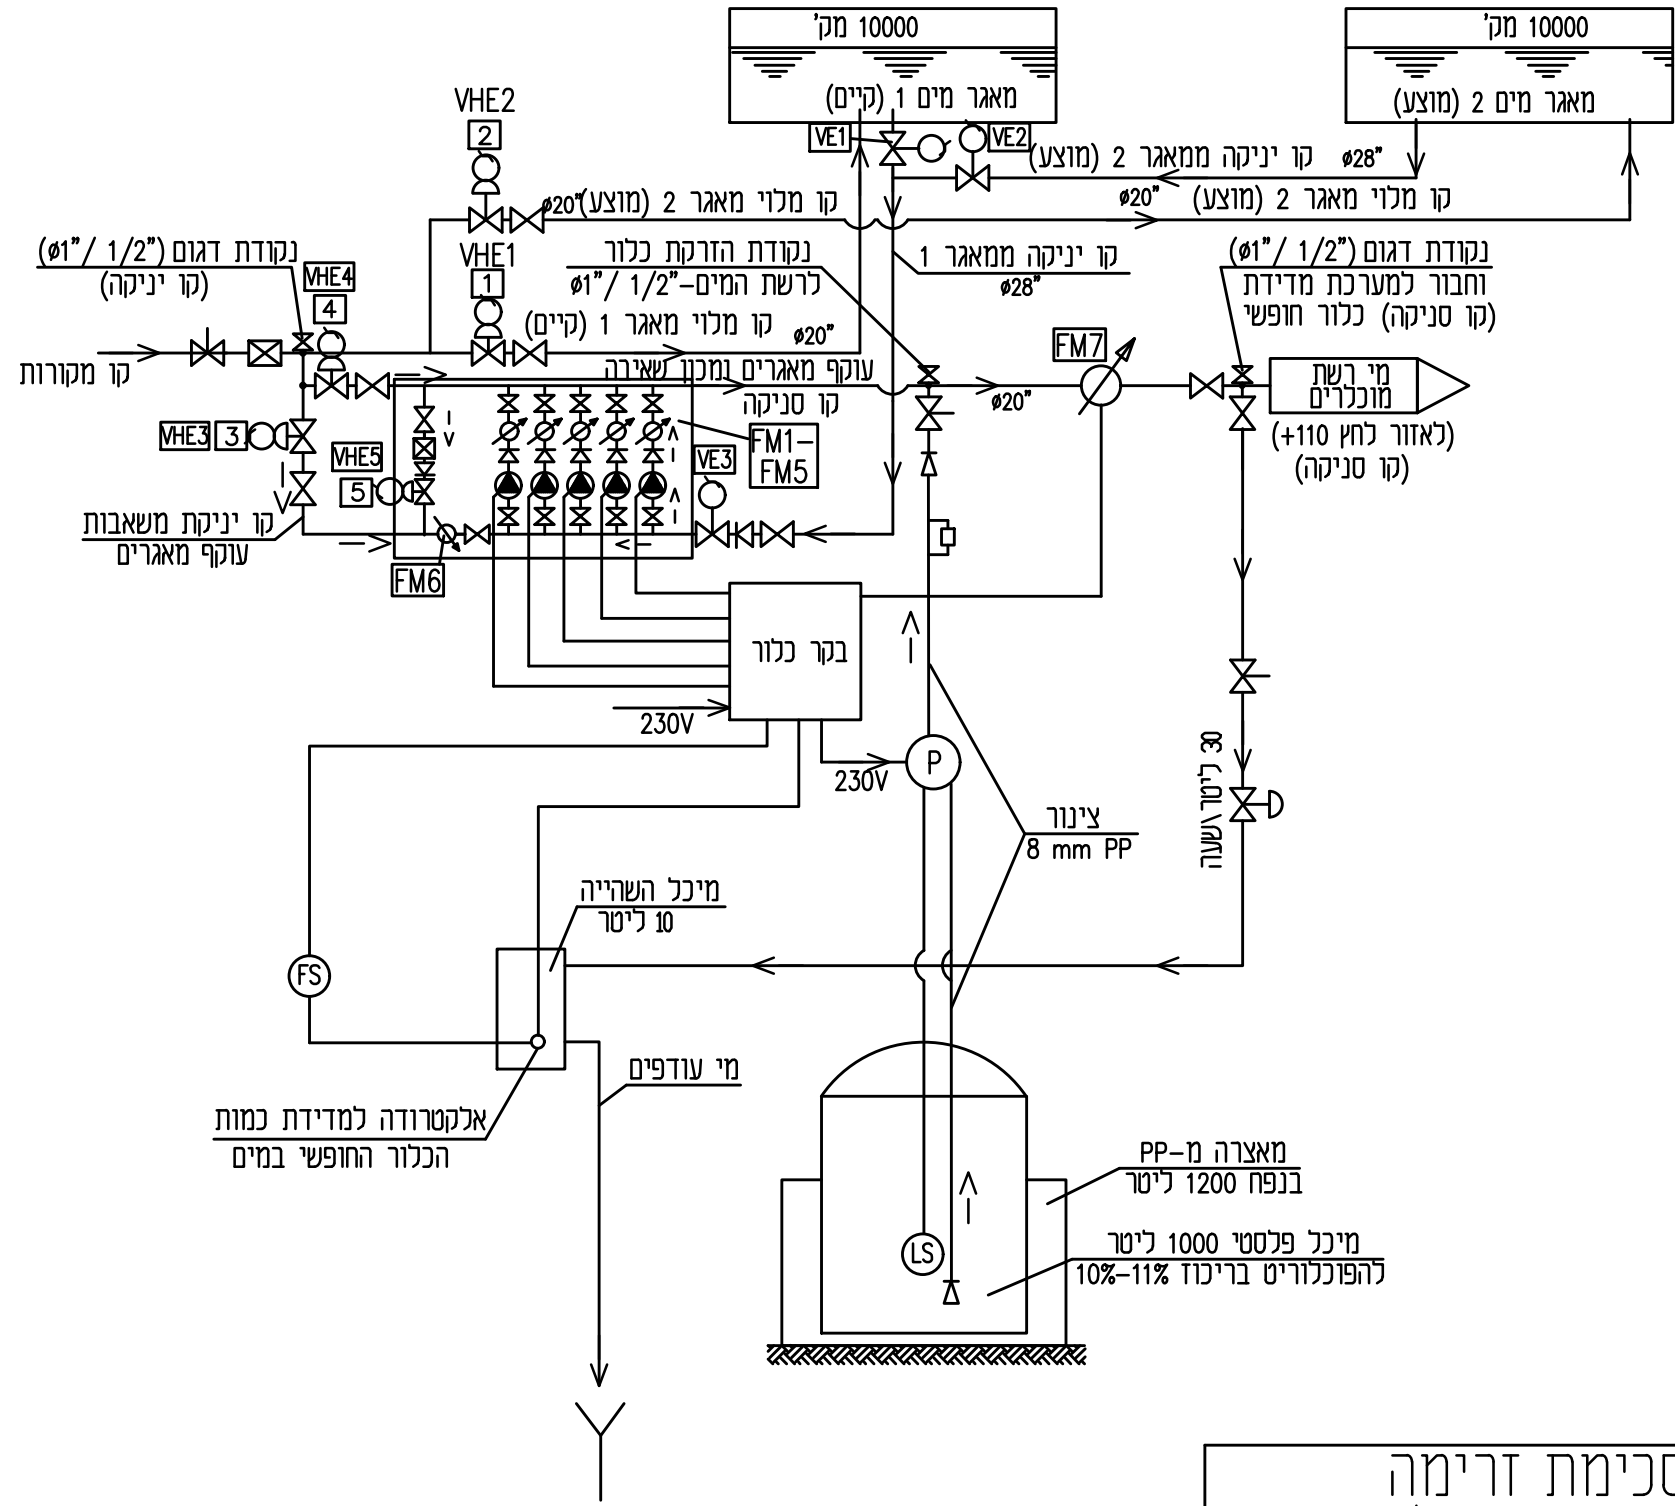 10000 מק'
מאגר מים 1 (קיים)
10000 מק'
מאגר מים 2 (מוצע)
VHE2
2
VE1
VE2
קו יניקה ממאגר 2 (מוצע) ø28"
ø20" קו מלוי מאגר 2 (מוצע)
ø20" קו מלוי מאגר 2 (מוצע)
נקודת דגום (ø1"/ 1/2")
(קו יניקה)
VHE4
4
VHE1
1
נקודת הזרקת כלור
לרשת המים-ø1"/ 1/2"
קו יניקה ממאגר 1
ø28"
נקודת דגום (ø1"/ 1/2")
וחבור למערכת מדידת
כלור חופשי (קו סניקה)
קו מלוי מאגר 1 (קיים) ø20"
קו מקורות
עוקף מאגרים ומכון שאיבה
קו סניקה
ø20"
FM7
מי רשת
מוכלרים
(לאזור לחץ 110+)
(קו סניקה)
VHE3
3
VHE5
5
FM1-
FM5
VE3
קו יניקת משאבות
עוקף מאגרים
FM6
בקר כלור
230V
230V
P
צינור
8 mm PP
30 ליטר\שעה
מיכל השהייה
10 ליטר
FS
מי עודפים
אלקטרודה למדידת כמות
הכלור החופשי במים
מאצרה מ-PP
בנפח 1200 ליטר
LS
מיכל פלסטי 1000 ליטר
להפוכלוריט בריכוז 10%-11%
סכימת זרימה